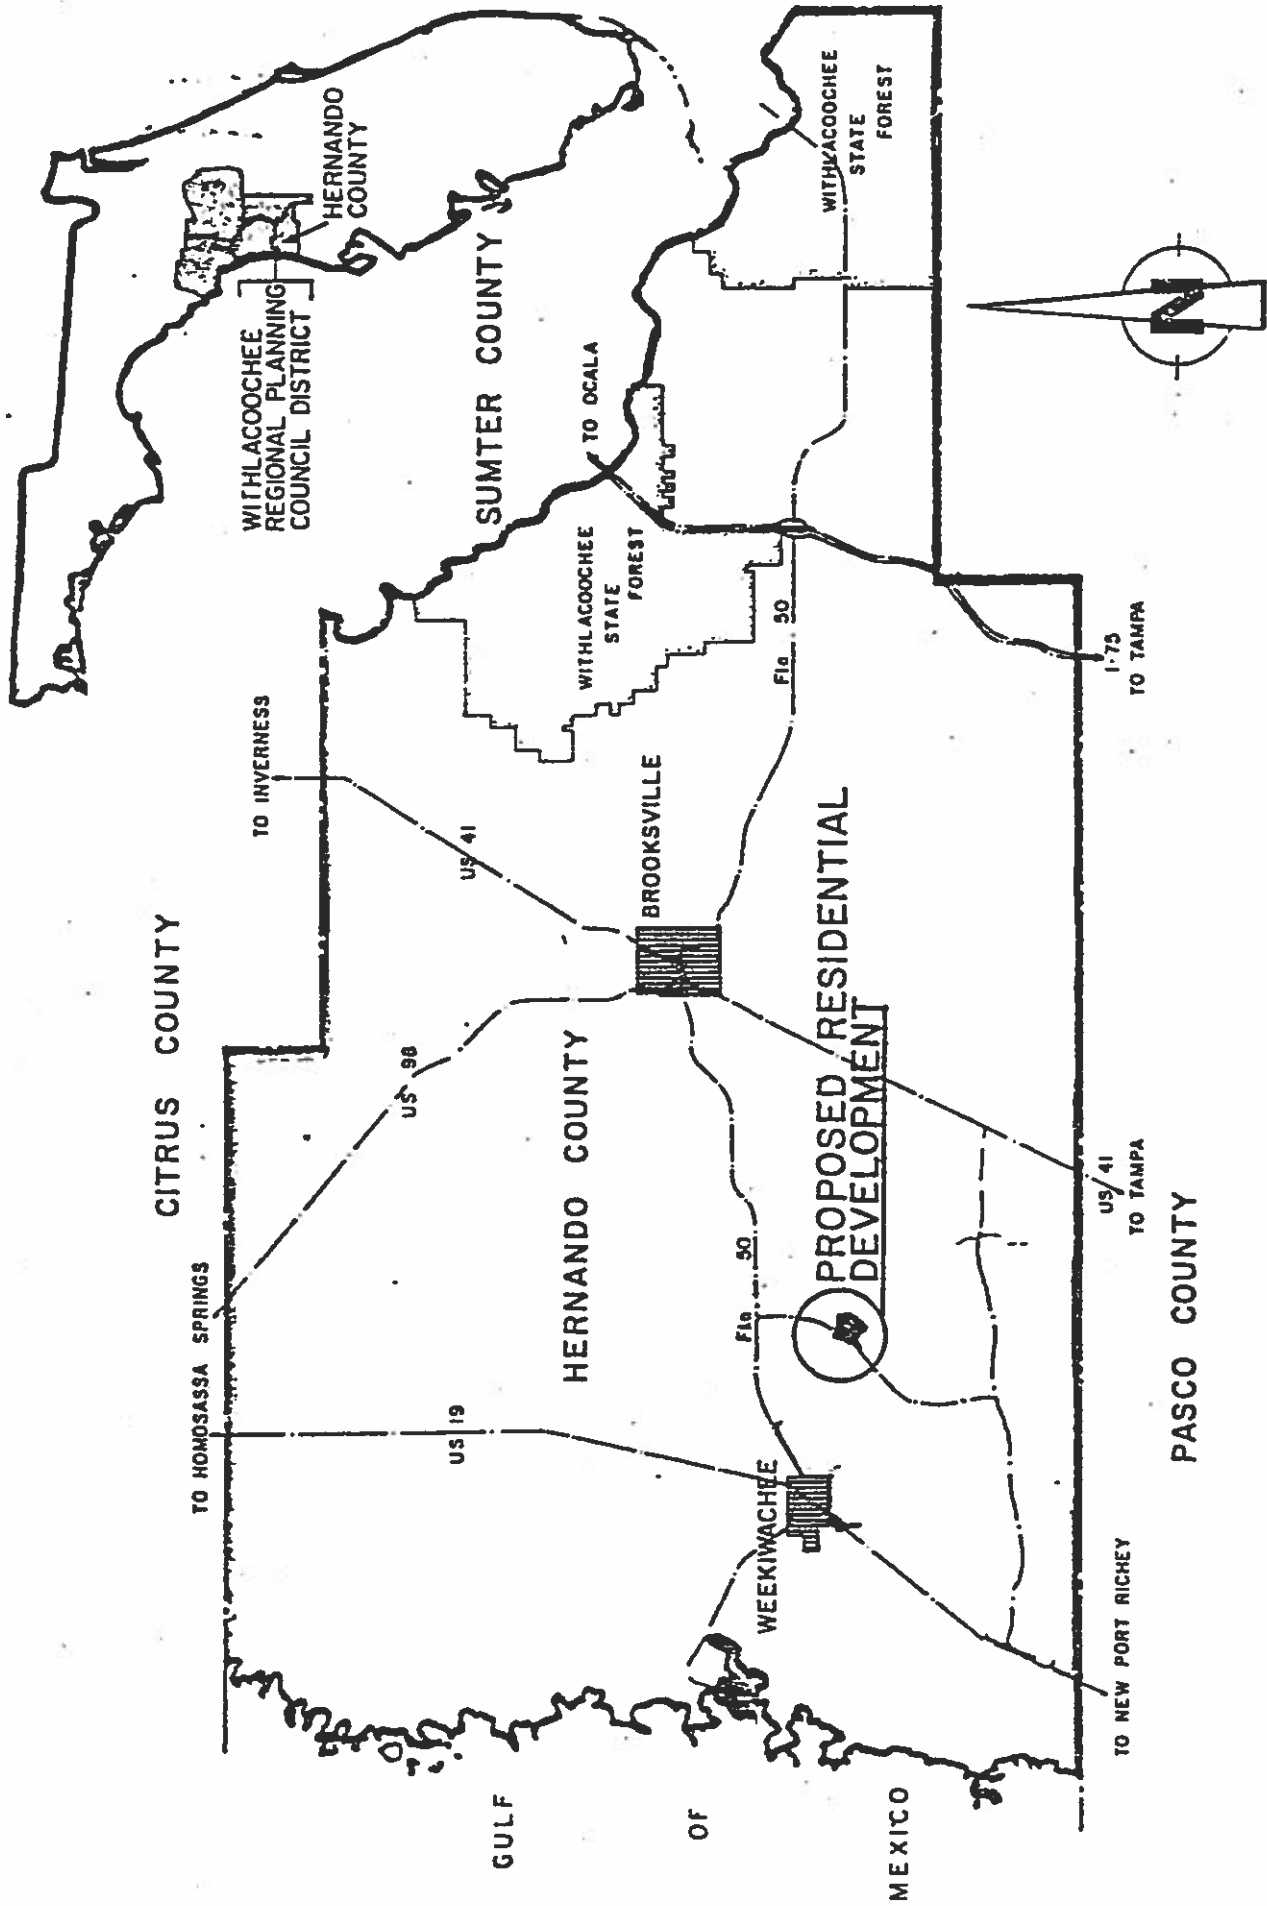 WITHLACOOCHEE
REGIONAL PLANNING
COUNCIL DISTRICT
HERNANDO
COUNTY
CITRUS COUNTY
TO HOMOSASSA SPRINGS
TO INVERNESS
SUMTER COUNTY
TO OCALA
US 98
US 41
US 19
WITHLACOOCHEE
STATE
FOREST
WITHLACOOCHEE
STATE
FOREST
HERNANDO COUNTY
BROOKSVILLE
Fla 50
Fla 50
WEEKIWACHEE
PROPOSED RESIDENTIAL
DEVELOPMENT
GULF
OF
MEXICO
N
TO NEW PORT RICHEY
US 41
TO TAMPA
I-75
TO TAMPA
PASCO COUNTY